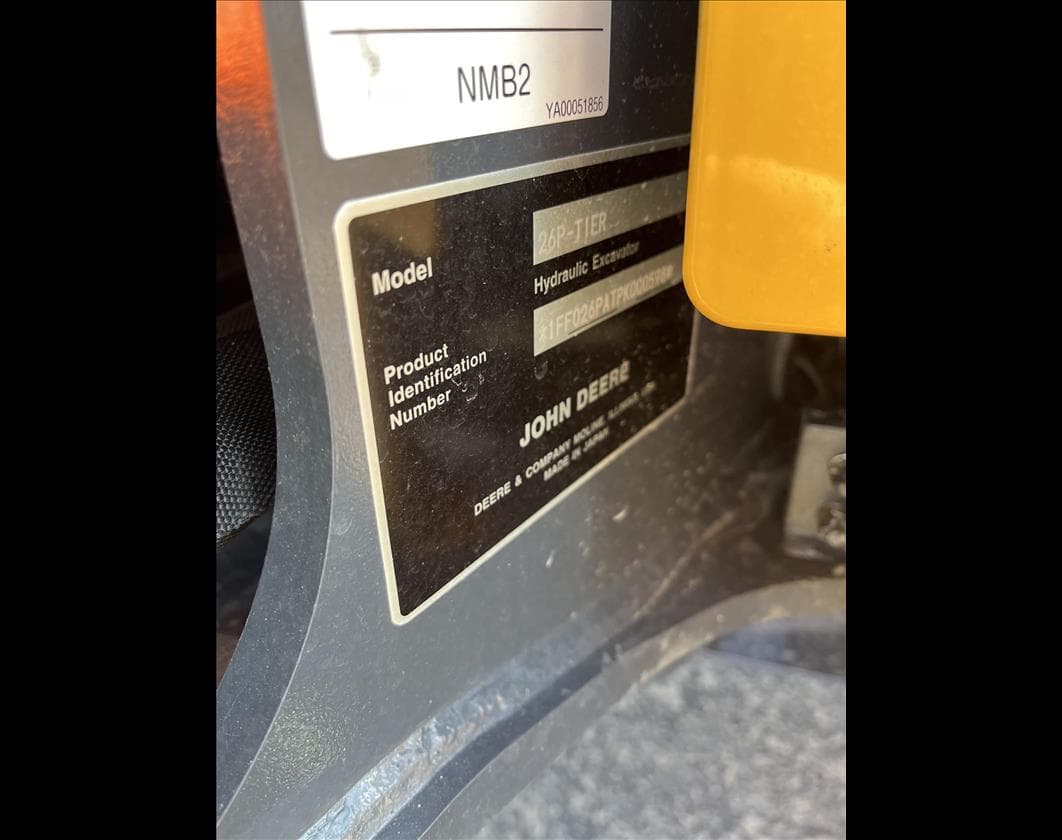 NMB2
YA00051856
Model
26P-TIER
Hydraulic Excavator
Product
Identification
Number
*1FF026PATPK000598*
JOHN DEERE
DEERE & COMPANY MOLINE, ILLINOIS
MADE IN JAPAN